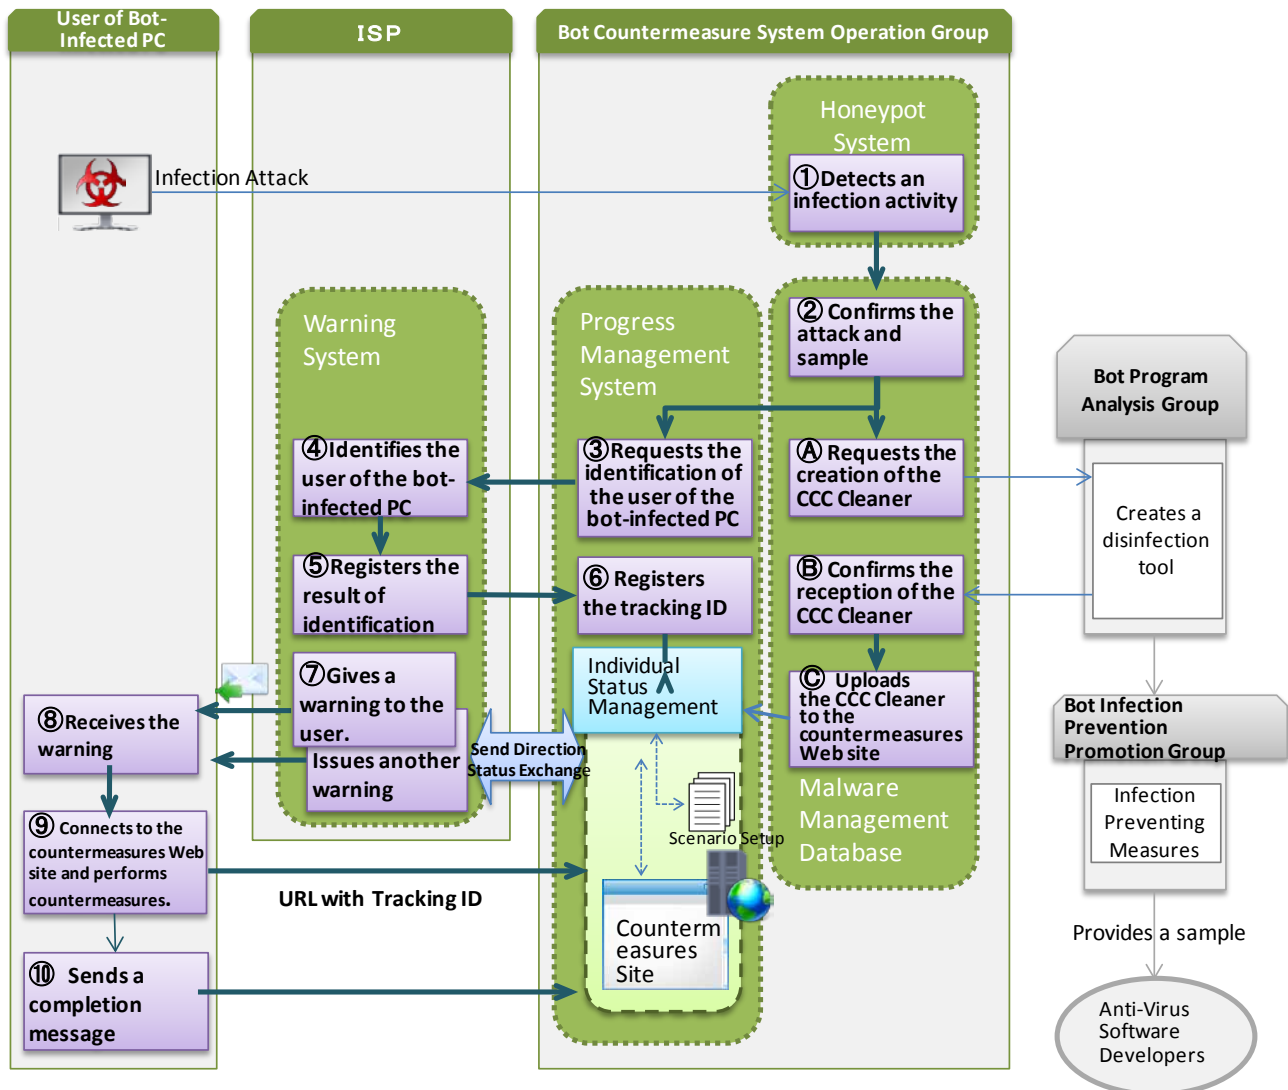 User of Bot-
Infected PC
ISP
Bot Countermeasure System Operation Group
Honeypot
System
Infection Attack
①Detects an
infection activity
Warning
System
Progress
Management
System
② Confirms the
attack and
sample
Bot Program
Analysis Group
④Identifies the
user of the bot-
infected PC
③Requests the
identification of
the user of the
bot-infected PC
Ⓐ Requests the
creation of the
CCC Cleaner
Creates a
disinfection
tool
⑤Registers the
result of
identification
⑥ Registers
the tracking ID
Ⓑ Confirms the
reception of the
CCC Cleaner
⑦Gives a
warning to the
user.
Issues another
warning
Individual
Status
Management
Ⓒ Uploads
the CCC Cleaner
to the
countermeasures
Web site
⑧Receives the
warning
Send Direction
Status Exchange
Bot Infection
Prevention
Promotion Group
Malware
Management
Database
Scenario Setup
Infection
Preventing
Measures
⑨ Connects to the
countermeasures Web
site and performs
countermeasures.
URL with Tracking ID
Counterm
easures
Site
Provides a sample
⑩ Sends a
completion
message
Anti-Virus
Software
Developers